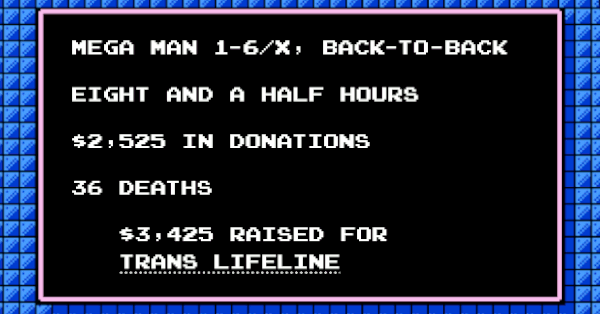 MEGA MAN 1-6/X, BACK-TO-BACK
EIGHT AND A HALF HOURS
$2,525 IN DONATIONS
36 DEATHS
$3,425 RAISED FOR
TRANS LIFELINE